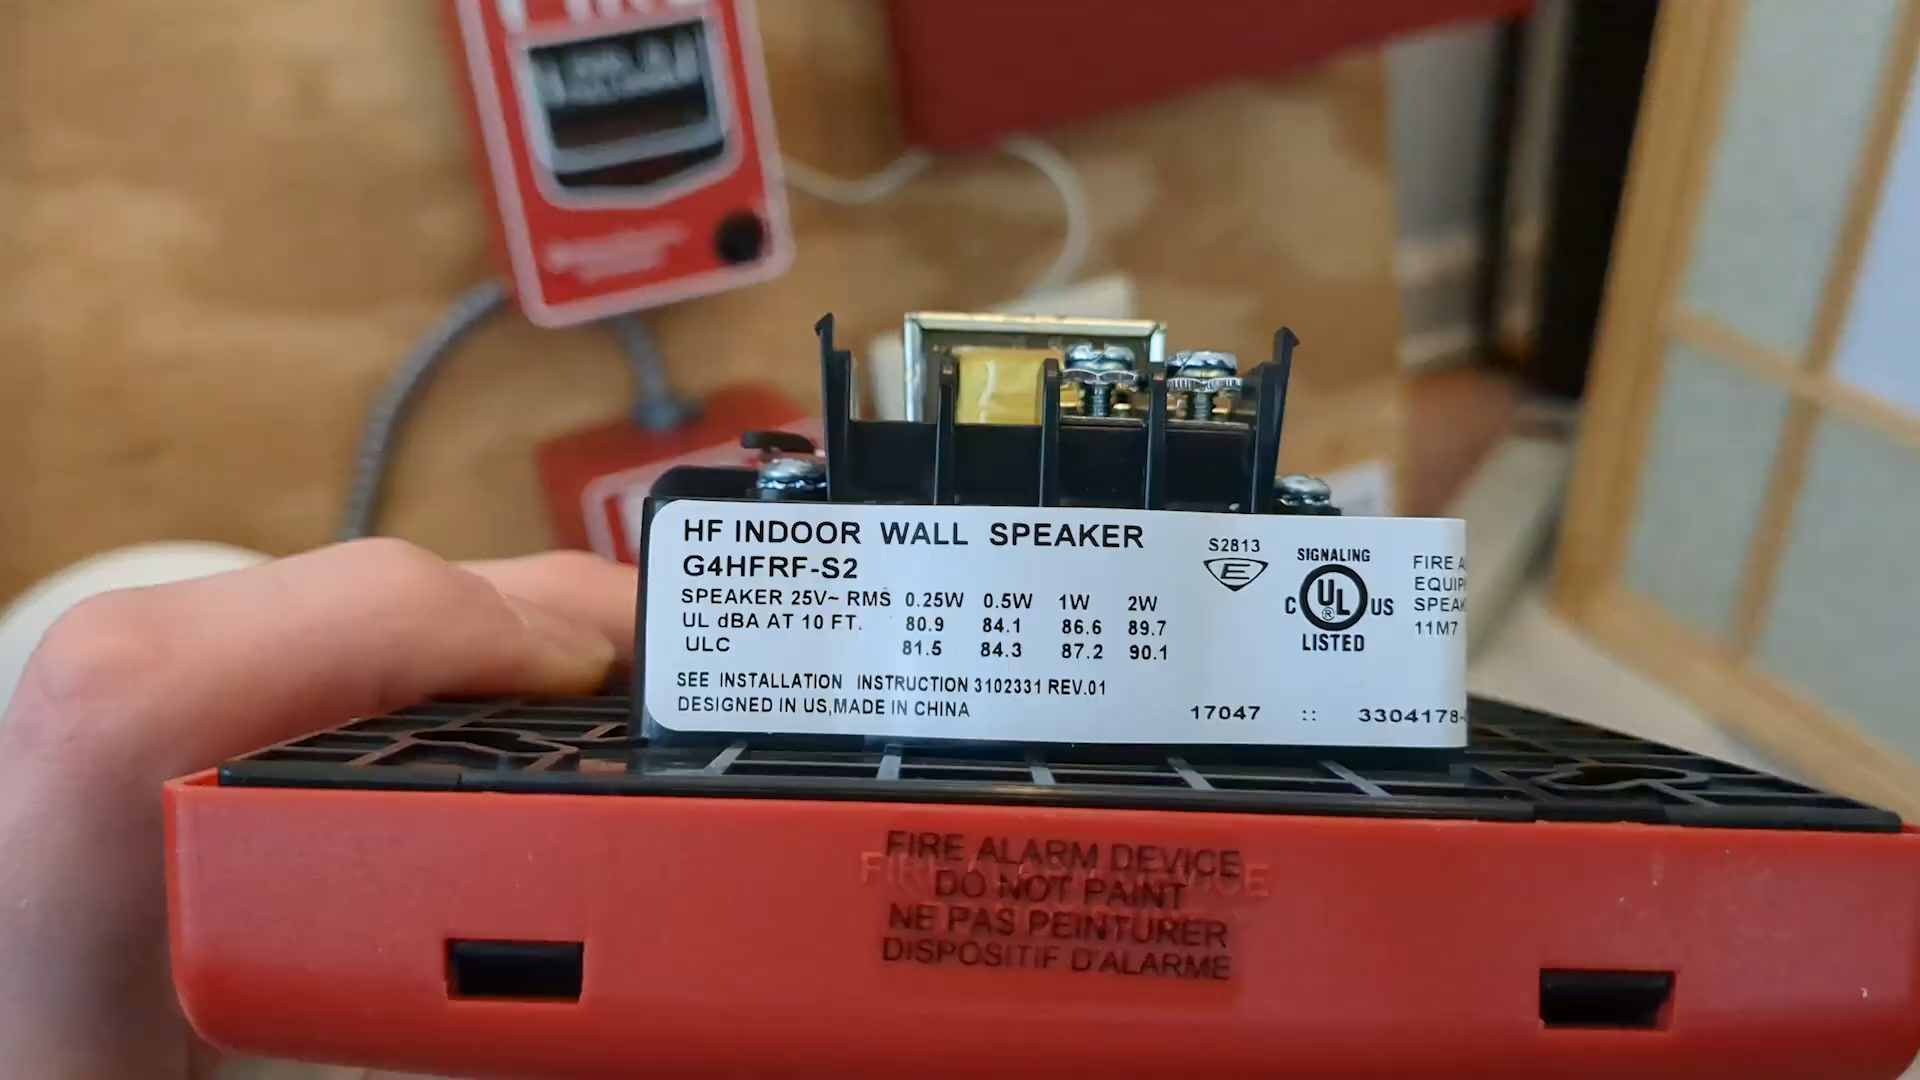 HF INDOOR WALL SPEAKER
G4HFRF-S2
SPEAKER 25V~ RMS 0.25W 0.5W 1W 2W
UL dBA AT 10 FT. 80.9 84.1 86.6 89.7
ULC 81.5 84.3 87.2 90.1
SEE INSTALLATION INSTRUCTION 3102331 REV.01
DESIGNED IN US,MADE IN CHINA
S2813
E
SIGNALING
C UL ® US
LISTED
FIRE
11M7
17047 :: 3304178-
FIRE ALARM DEVICE
DO NOT PAINT
NE PAS PEINTURER
DISPOSITIF D'ALARME